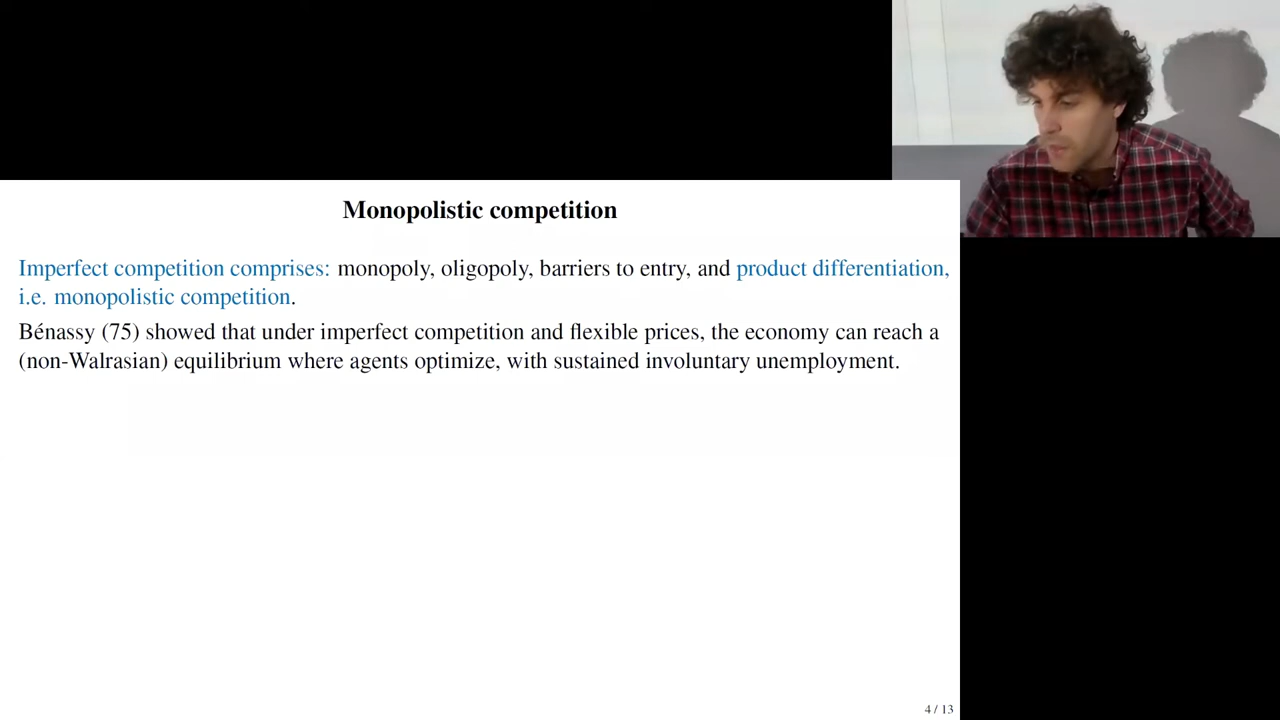 Monopolistic competition
Imperfect competition comprises: monopoly, oligopoly, barriers to entry, and product differentiation,
i.e. monopolistic competition.
Bénassy (75) showed that under imperfect competition and flexible prices, the economy can reach a
(non-Walrasian) equilibrium where agents optimize, with sustained involuntary unemployment.
4 / 13